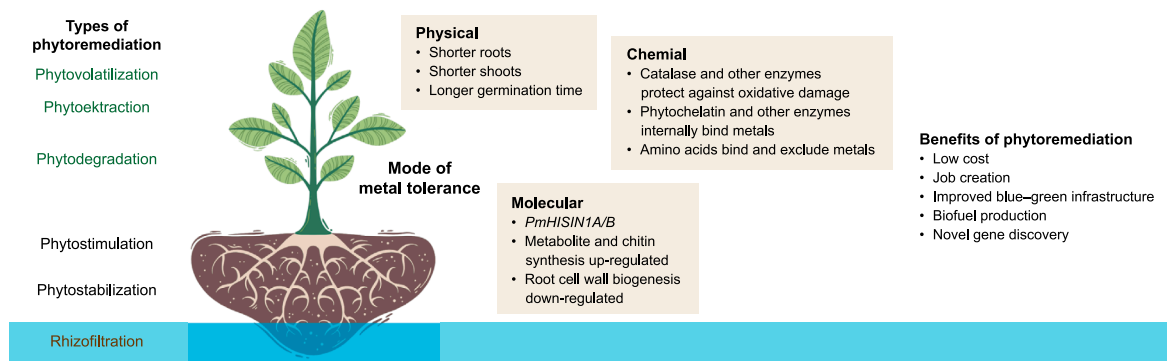 Types of
phytoremediation
Phytovolatilization
Phytoektraction
Phytodegradation
Phytostimulation
Phytostabilization
Rhizofiltration
Mode of
metal tolerance
Physical
• Shorter roots
• Shorter shoots
• Longer germination time
Chemial
• Catalase and other enzymes
protect against oxidative damage
• Phytochelatin and other enzymes
internally bind metals
• Amino acids bind and exclude metals
Molecular
• PmHISIN1A/B
• Metabolite and chitin
synthesis up-regulated
• Root cell wall biogenesis
down-regulated
Benefits of phytoremediation
• Low cost
• Job creation
• Improved blue–green infrastructure
• Biofuel production
• Novel gene discovery